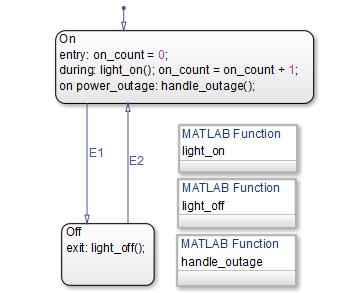 On
entry: on_count = 0;
during: light_on(); on_count = on_count + 1;
on power_outage: handle_outage();
E1
E2
MATLAB Function
light_on
MATLAB Function
light_off
Off
exit: light_off();
MATLAB Function
handle_outage